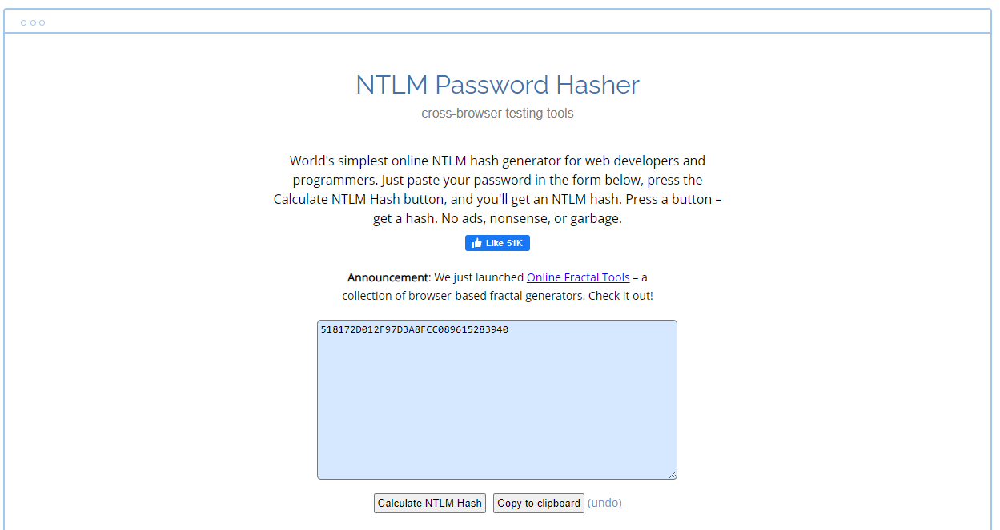 NTLM Password Hasher
cross-browser testing tools
World's simplest online NTLM hash generator for web developers and
programmers. Just paste your password in the form below, press the
Calculate NTLM Hash button, and you'll get an NTLM hash. Press a button –
get a hash. No ads, nonsense, or garbage.
Like 51K
Announcement: We just launched Online Fractal Tools – a
collection of browser-based fractal generators. Check it out!
518172D012F97D3A8FCC089615283940
Calculate NTLM Hash Copy to clipboard (undo)